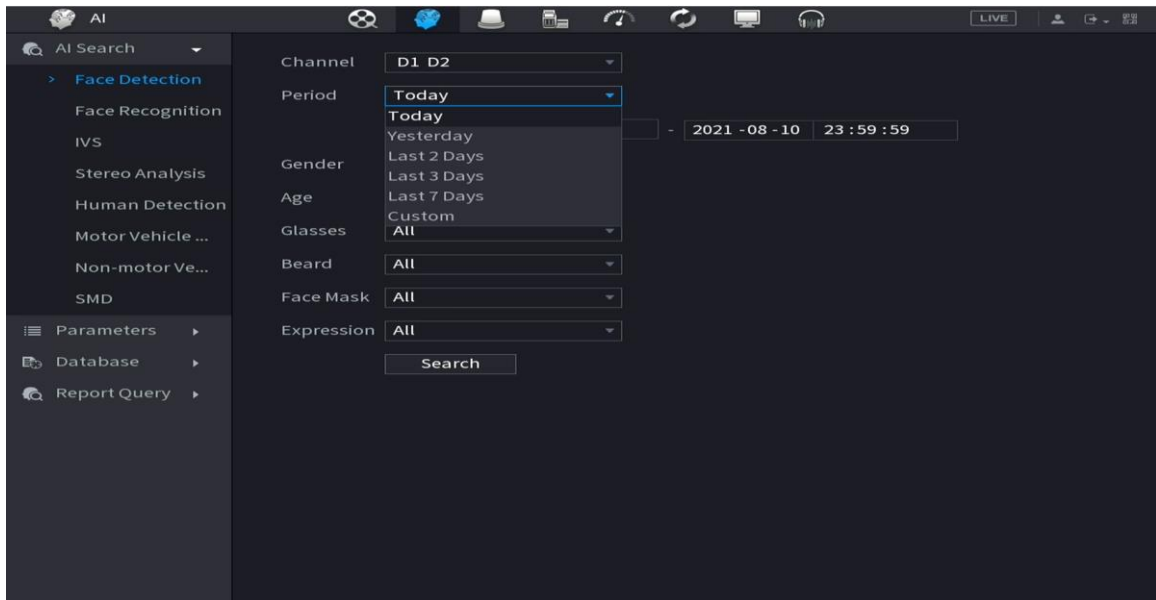 AI
LIVE
AI Search
> Face Detection
Face Recognition
IVS
Stereo Analysis
Human Detection
Motor Vehicle ...
Non-motor Ve...
SMD
Parameters
Database
Report Query
Channel D1 D2
Period Today
Today
Yesterday
Last 2 Days
Last 3 Days
Last 7 Days
Custom
- 2021 -08 -10 23 :59 :59
Gender
Age
Glasses All
Beard All
Face Mask All
Expression All
Search